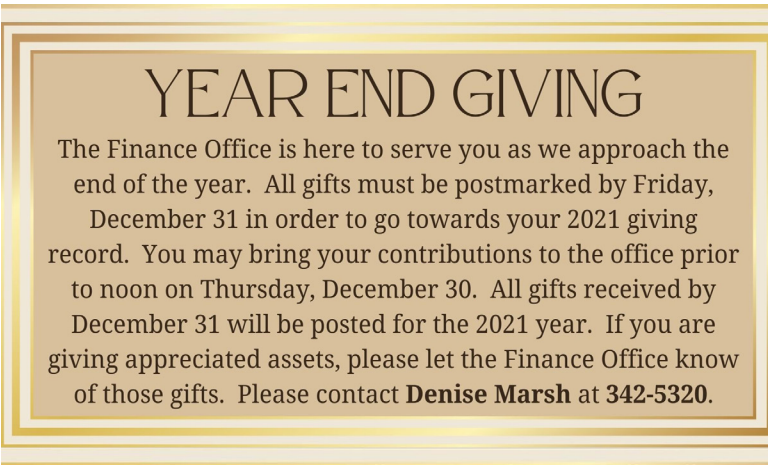 YEAR END GIVING
The Finance Office is here to serve you as we approach the
end of the year.  All gifts must be postmarked by Friday,
December 31 in order to go towards your 2021 giving
record.  You may bring your contributions to the office prior
to noon on Thursday, December 30.  All gifts received by
December 31 will be posted for the 2021 year.  If you are
giving appreciated assets, please let the Finance Office know
of those gifts.  Please contact Denise Marsh at 342-5320.